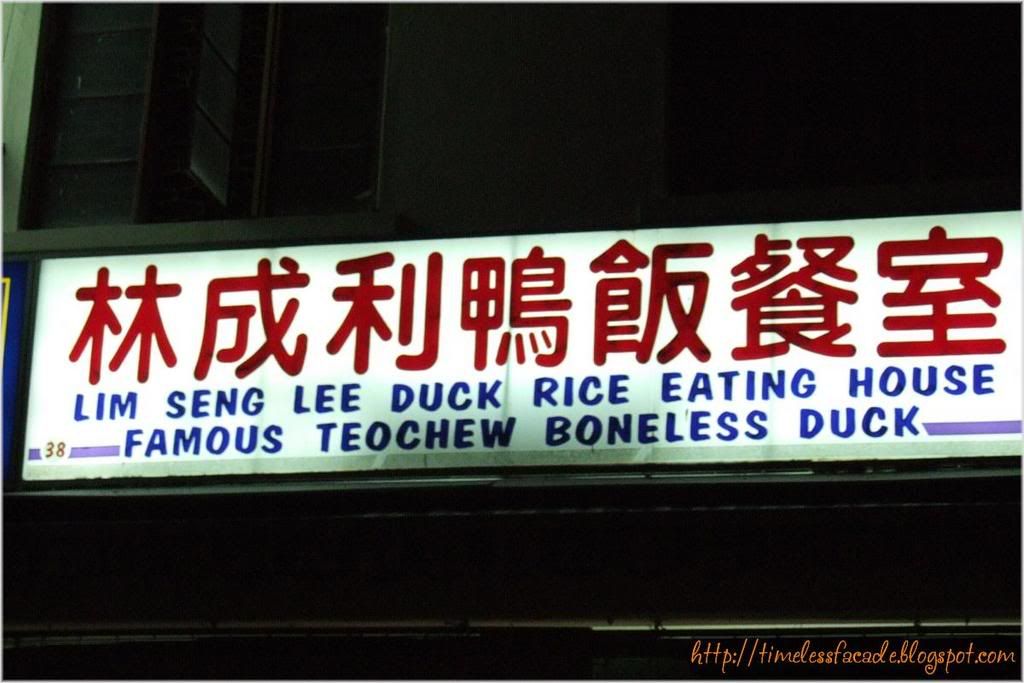 林成利鴨飯餐室
LIM SENG LEE DUCK RICE EATING HOUSE
38 FAMOUS TEOCHEW BONELESS DUCK
http://timelessfacade.blogspot.com